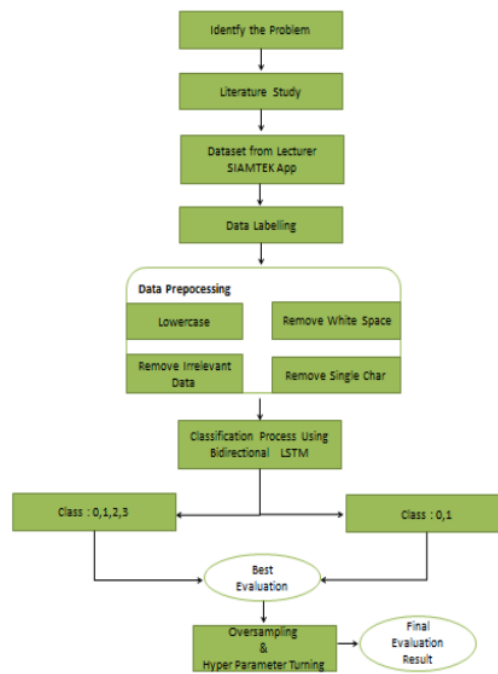 Identfy the Problem
Literature Study
Dataset from Lecturer
SIAMTEK App
Data Labelling
Data Prepocessing
Lowercase
Remove White Space
Remove Irrelevant
Data
Remove Single Char
Classification Process Using
Bidirectional LSTM
Class : 0,1,2,3
Class : 0,1
Best
Evaluation
Oversampling
&
Hyper Parameter Turning
Final
Evaluation
Result